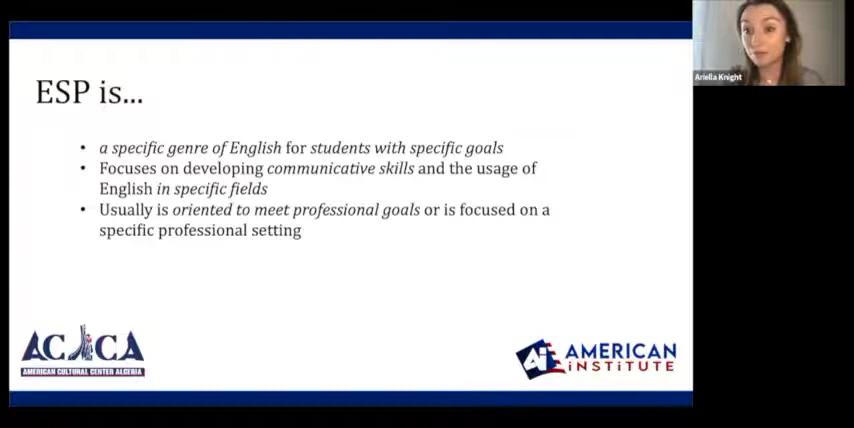 Ariella Knight
ESP is...
• a specific genre of English for students with specific goals
• Focuses on developing communicative skills and the usage of
English in specific fields
• Usually is oriented to meet professional goals or is focused on a
specific professional setting
ACCA
AMERICAN CULTURAL CENTER ALGERIA
Ai AMERICAN
INSTITUTE